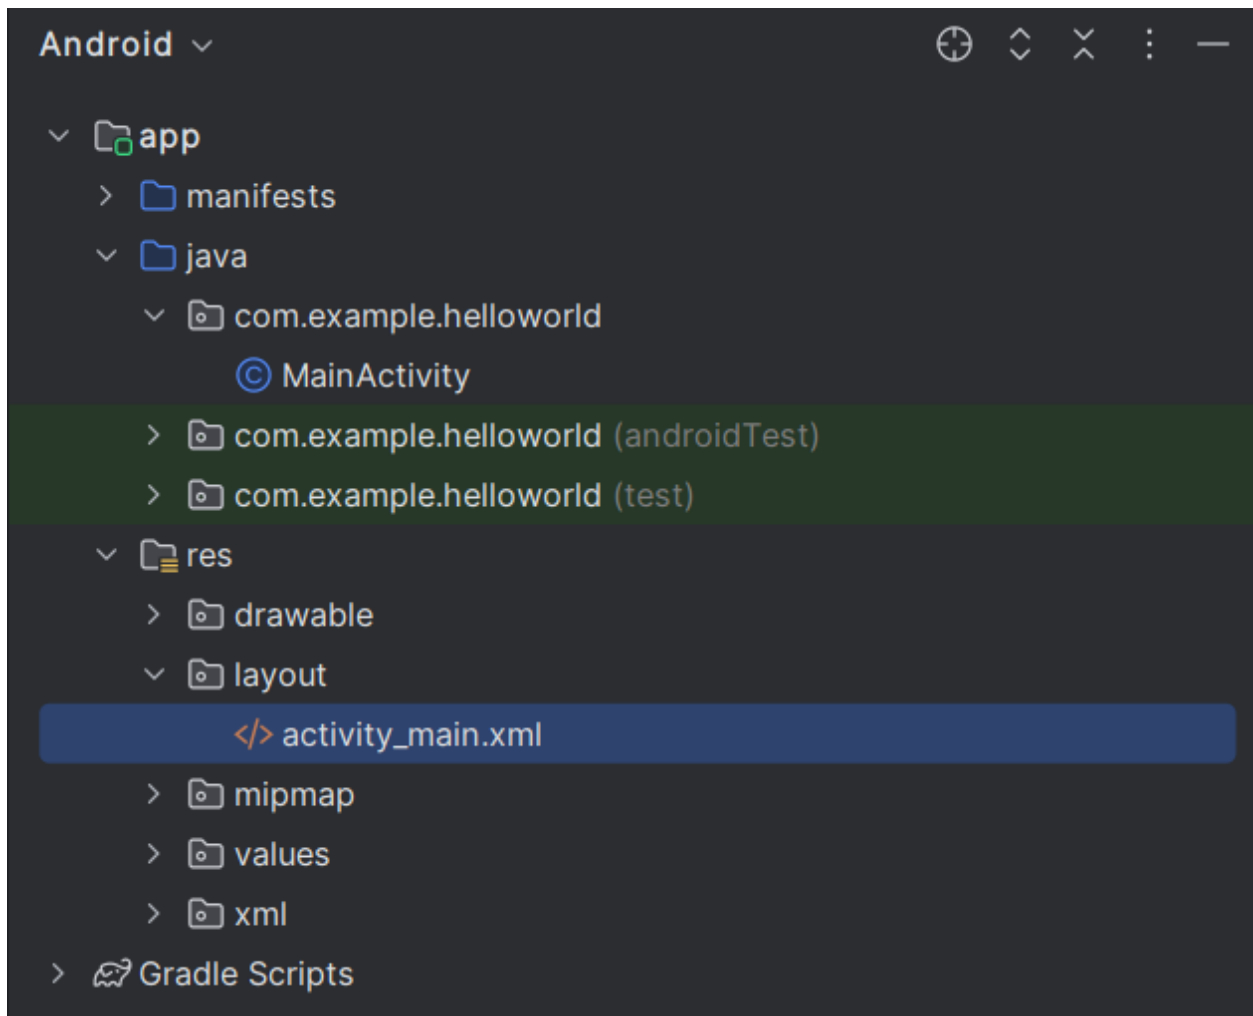 Android
app
manifests
java
com.example.helloworld
MainActivity
com.example.helloworld (androidTest)
com.example.helloworld (test)
res
drawable
layout
activity_main.xml
mipmap
values
xml
Gradle Scripts